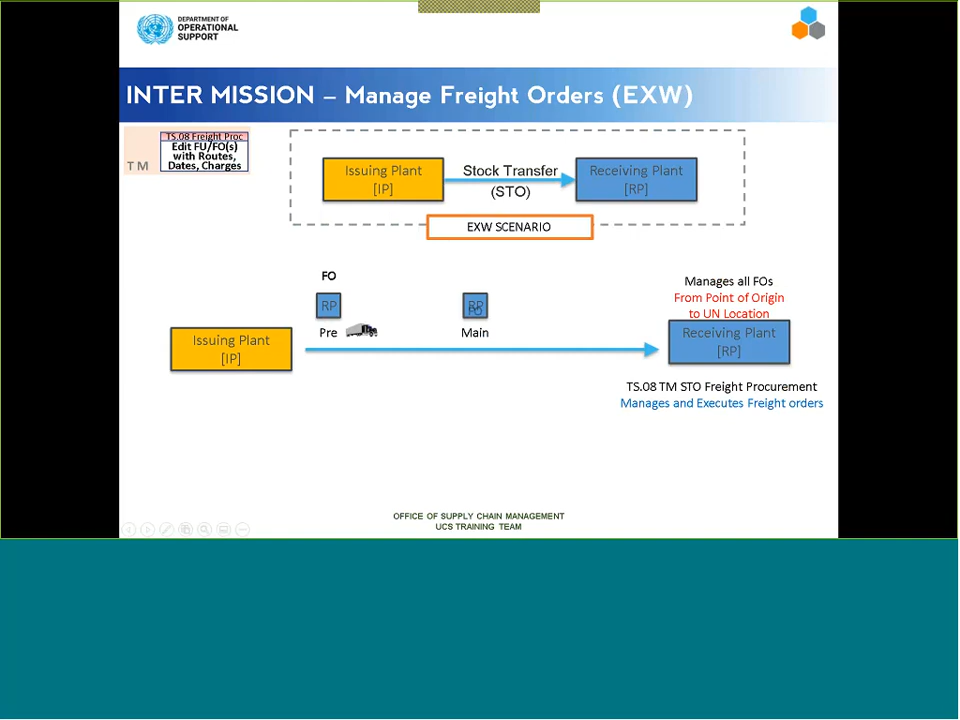 DEPARTMENT OF
OPERATIONAL
SUPPORT
INTER MISSION – Manage Freight Orders (EXW)
TM
TS.08 Freight Proc
Edit FU/FO(s)
with Routes,
Dates, Charges
Issuing Plant
[IP]
Stock Transfer
(STO)
Receiving Plant
[RP]
EXW SCENARIO
FO
RP
Pre
RP
FO
Main
Manages all FOs
From Point of Origin
to UN Location
Issuing Plant
[IP]
Receiving Plant
[RP]
TS.08 TM STO Freight Procurement
Manages and Executes Freight orders
OFFICE OF SUPPLY CHAIN MANAGEMENT
UCS TRAINING TEAM